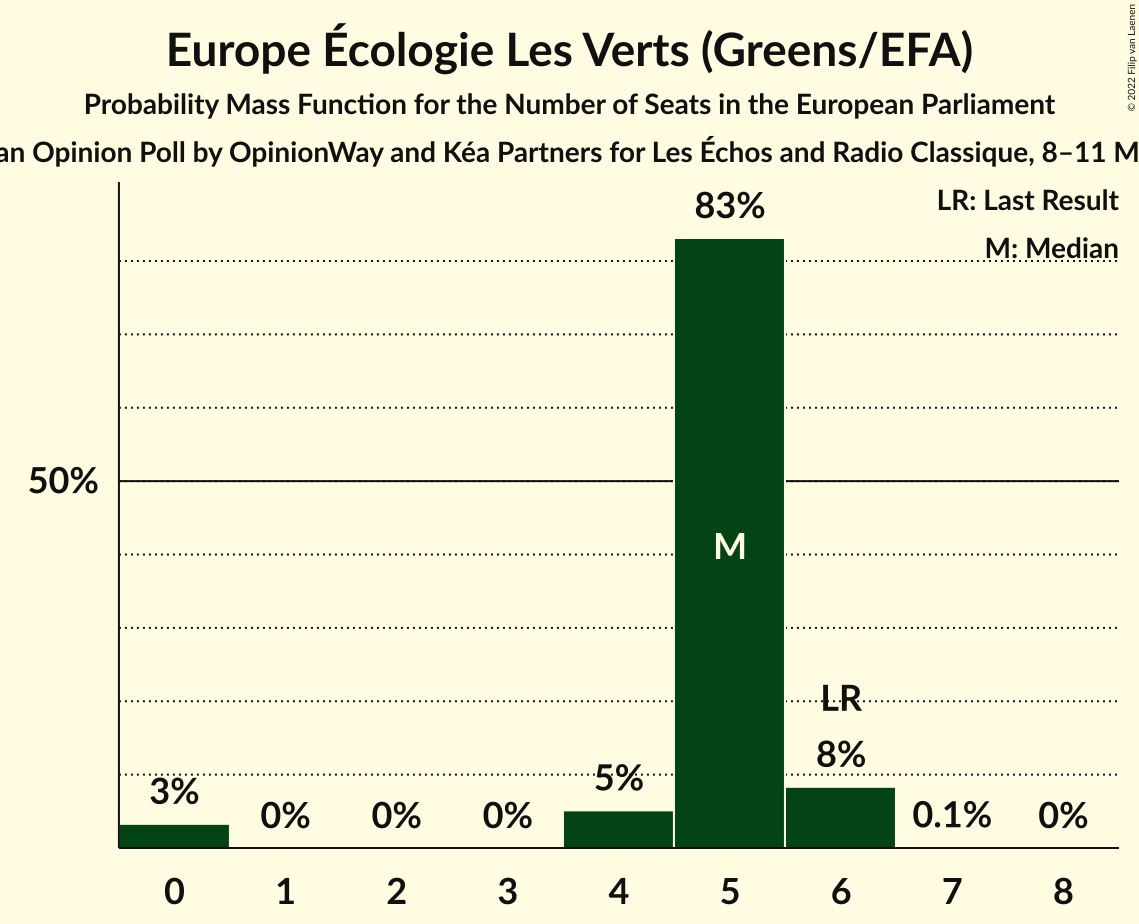 Europe Écologie Les Verts (Greens/EFA)
Probability Mass Function for the Number of Seats in the European Parliament
an Opinion Poll by OpinionWay and Kéa Partners for Les Échos and Radio Classique, 8–11 M
© 2022 Filip van Laenen
LR: Last Result
M: Median
83%
50%
M
LR
8%
3%
0%
0%
0%
5%
0.1%
0%
0 1 2 3 4 5 6 7 8